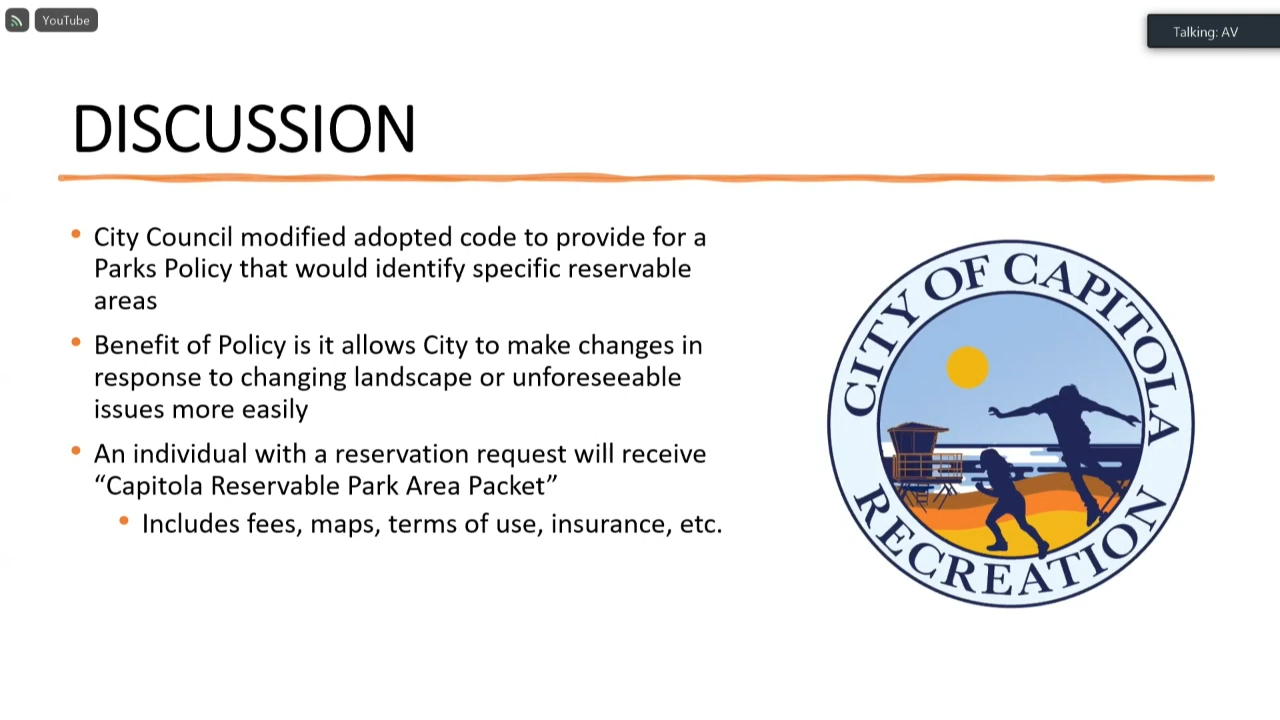 YouTube
Talking: AV
DISCUSSION
• City Council modified adopted code to provide for a
Parks Policy that would identify specific reservable
areas
• Benefit of Policy is it allows City to make changes in
response to changing landscape or unforeseeable
issues more easily
• An individual with a reservation request will receive
“Capitola Reservable Park Area Packet”
• Includes fees, maps, terms of use, insurance, etc.
CITY OF CAPITOLA
RECREATION